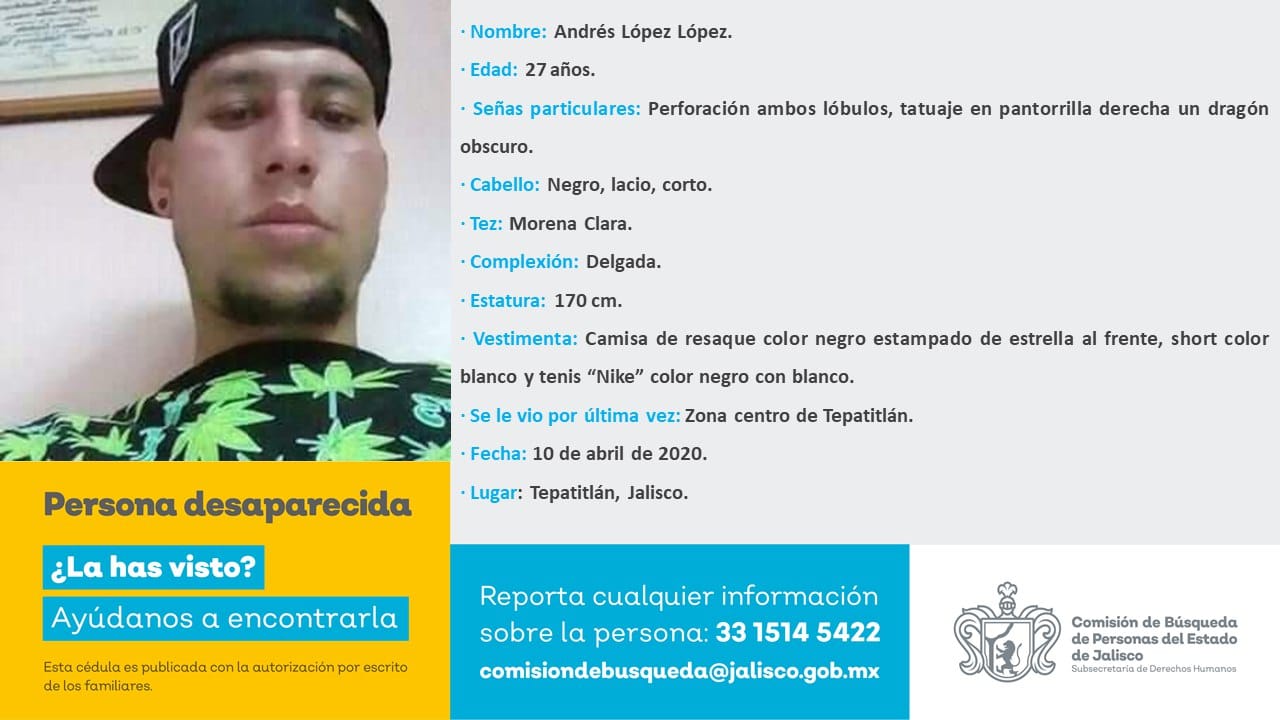 · Nombre: Andrés López López.
· Edad: 27 años.
· Señas particulares: Perforación ambos lóbulos, tatuaje en pantorrilla derecha un dragón
obscuro.
· Cabello: Negro, lacio, corto.
· Tez: Morena Clara.
· Complexión: Delgada.
· Estatura: 170 cm.
· Vestimenta: Camisa de resaque color negro estampado de estrella al frente, short color
blanco y tenis “Nike” color negro con blanco.
· Se le vio por última vez: Zona centro de Tepatitlán.
· Fecha: 10 de abril de 2020.
· Lugar: Tepatitlán, Jalisco.
Persona desaparecida
¿La has visto?
Ayúdanos a encontrarla
Esta cédula es publicada con la autorización por escrito
de los familiares.
Reporta cualquier información
sobre la persona: 33 1514 5422
comisiondebusqueda@jalisco.gob.mx
Comisión de Búsqueda
de Personas del Estado
de Jalisco
Subsecretaría de Derechos Humanos